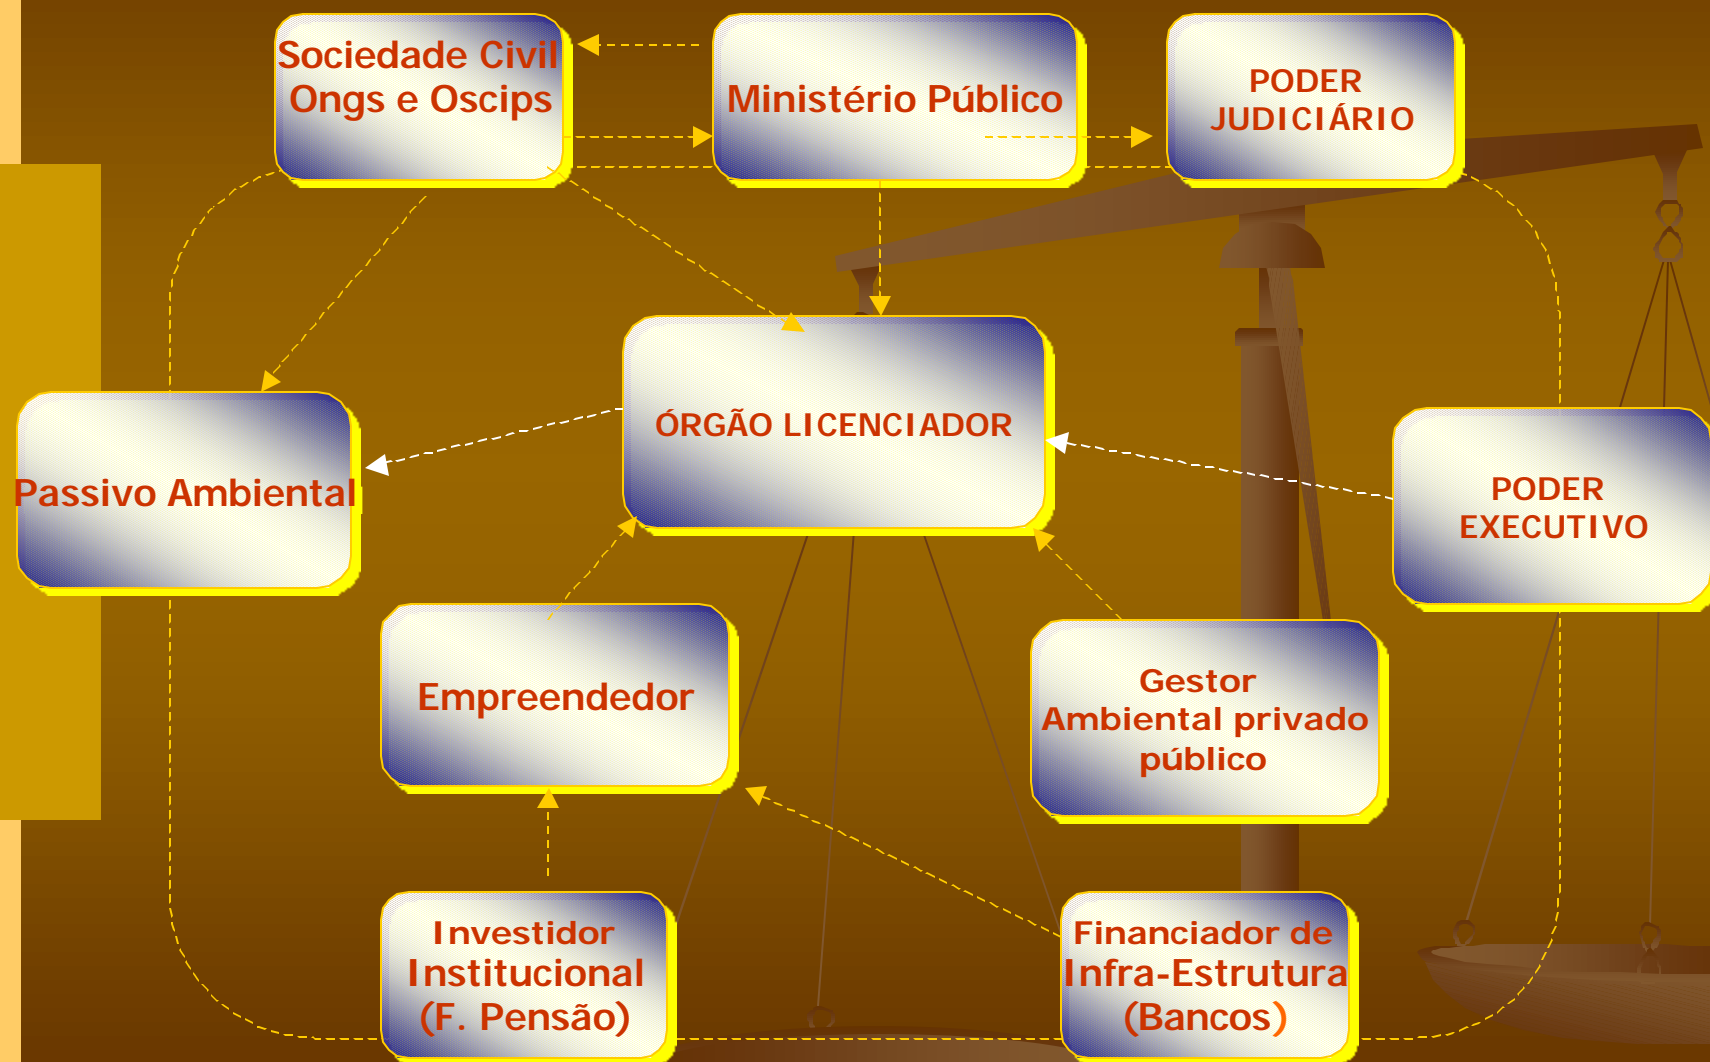 Sociedade Civil
Ongs e Oscips
Ministério Público
PODER
JUDICIÁRIO
ÓRGÃO LICENCIADOR
Passivo Ambiental
PODER
EXECUTIVO
Empreendedor
Gestor
Ambiental privado
público
Investidor
Institucional
(F. Pensão)
Financiador de
Infra-Estrutura
(Bancos)